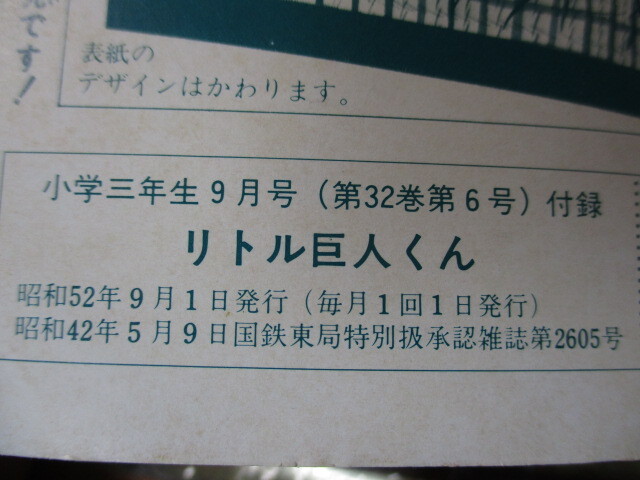 です！
表紙の
デザインはかわります。
小学三年生9月号（第32巻第6号）付録
リトル巨人くん
昭和52年9月1日発行（毎月1回1日発行）
昭和42年5月9日国鉄東局特別扱承認雑誌第2605号